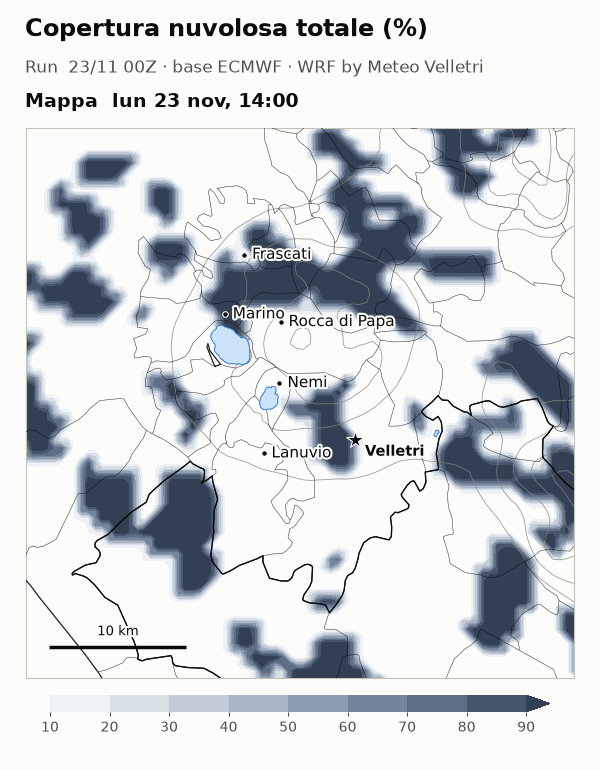 Copertura nuvolosa totale (%)
Run 23/11 00Z · base ECMWF · WRF by Meteo Velletri
Mappa lun 23 nov, 14:00
Frascati
Marino
Rocca di Papa
Nemi
Velletri
Lanuvio
10 km
10 20 30 40 50 60 70 80 90